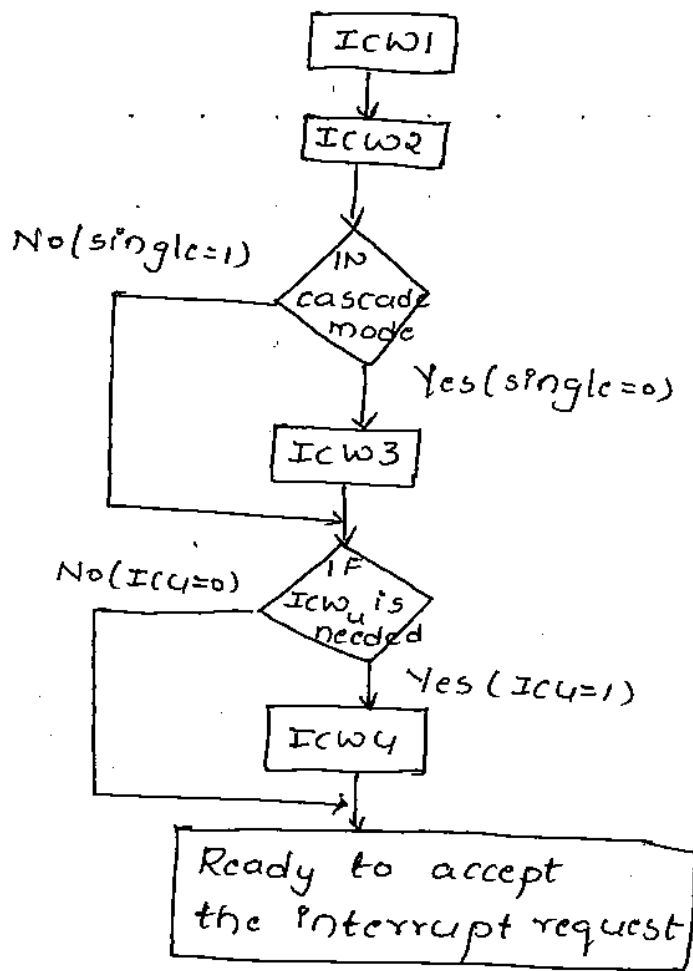 ICW1
ICW2
No(single=1)
IN
cascade
mode
Yes(single=0)
ICW3
No(IC4=0)
IF
ICW4 is
needed
Yes (IC4=1)
ICW4
Ready to accept
the interrupt request